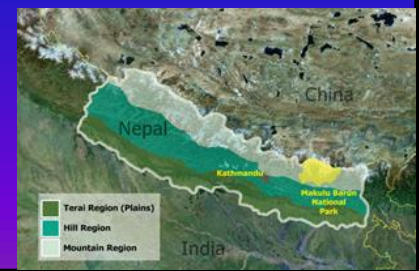 China
Nepal
Kathmandu
Makulu Barun
National
Park
Terai Region (Plains)
Hill Region
Mountain Region
India